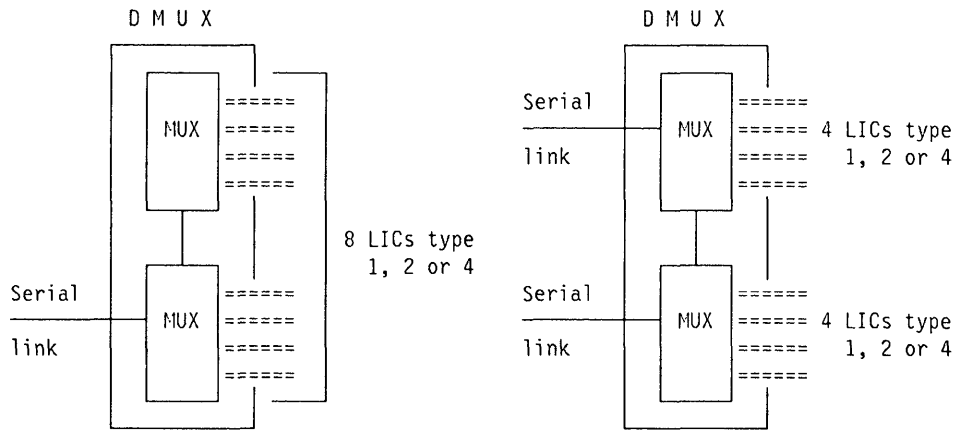 D M U X
MUX
8 LICs type
1, 2 or 4
Serial
link
MUX
D M U X
Serial
link
MUX
4 LICs type
1, 2 or 4
Serial
link
MUX
4 LICs type
1, 2 or 4